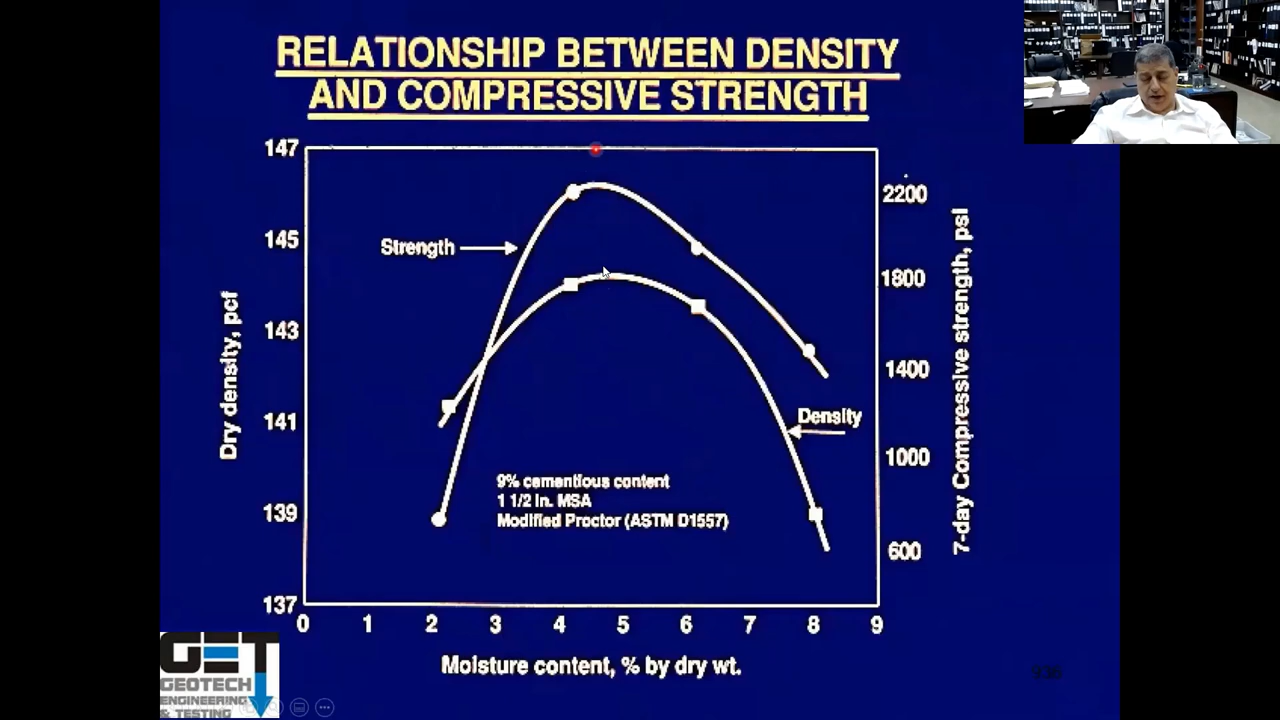 RELATIONSHIP BETWEEN DENSITY
AND COMPRESSIVE STRENGTH
147
145
143
141
139
137
Dry density, pcf
Strength
Density
9% cementious content
1 1/2 in. MSA
Modified Proctor (ASTM D1557)
2200
1800
1400
1000
600
7-day Compressive strength, psi
0 1 2 3 4 5 6 7 8 9
Moisture content, % by dry wt.
GET
GEOTECH
ENGINEERING
& TESTING